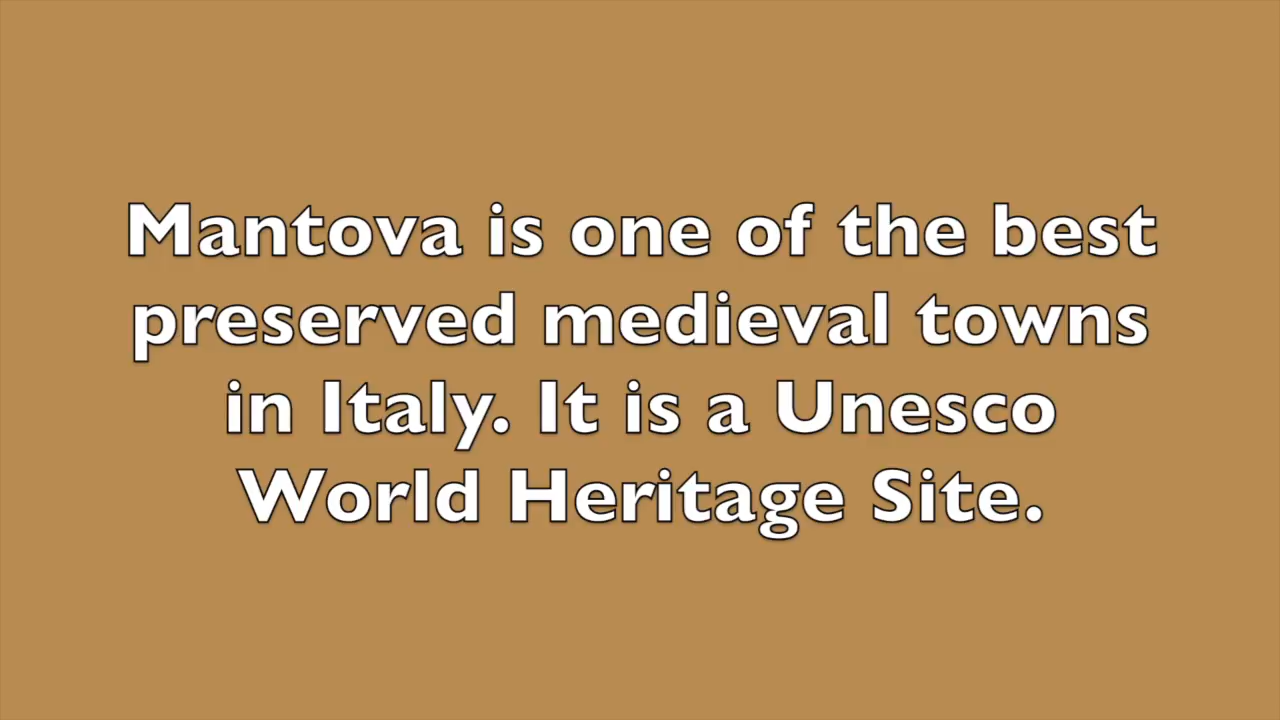 Mantova is one of the best
preserved medieval towns
in Italy. It is a Unesco
World Heritage Site.